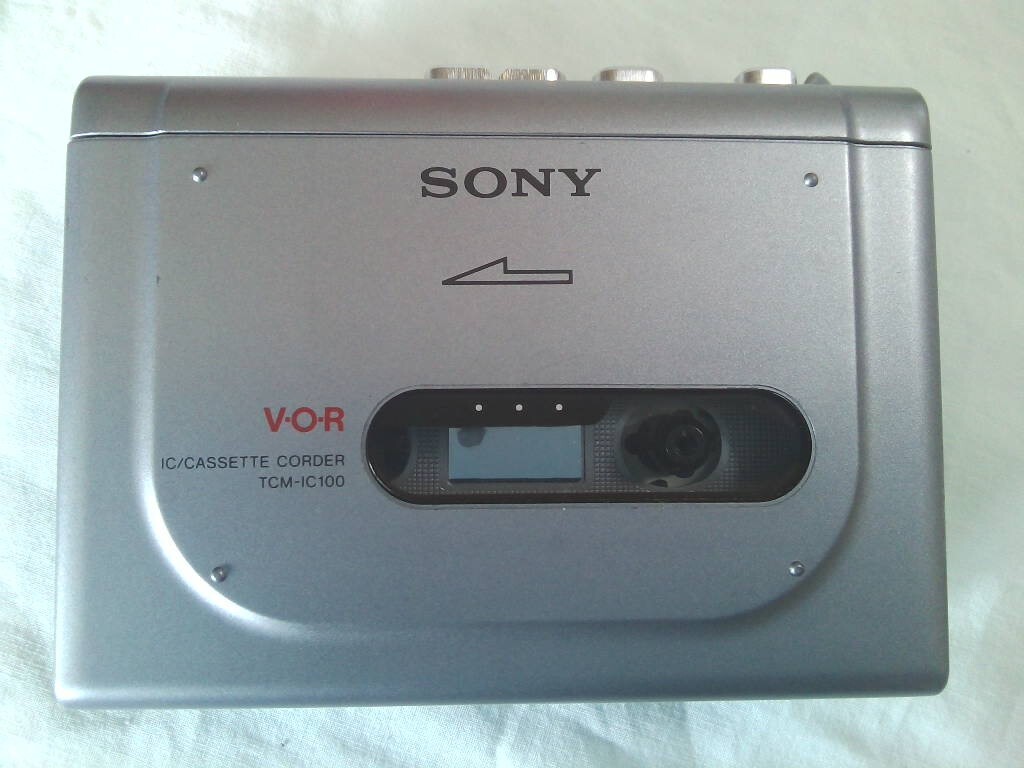 SONY
V·O·R
IC/CASSETTE CORDER
TCM-IC100